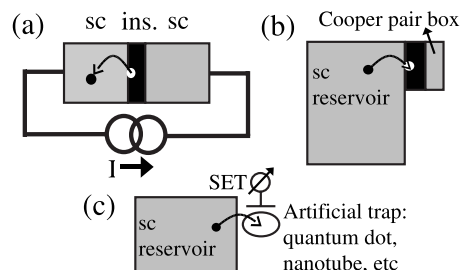 (a)
sc ins. sc
I
(b)
Cooper pair box
sc
reservoir
(c)
SET
sc
reservoir
Artificial trap:
quantum dot,
nanotube, etc